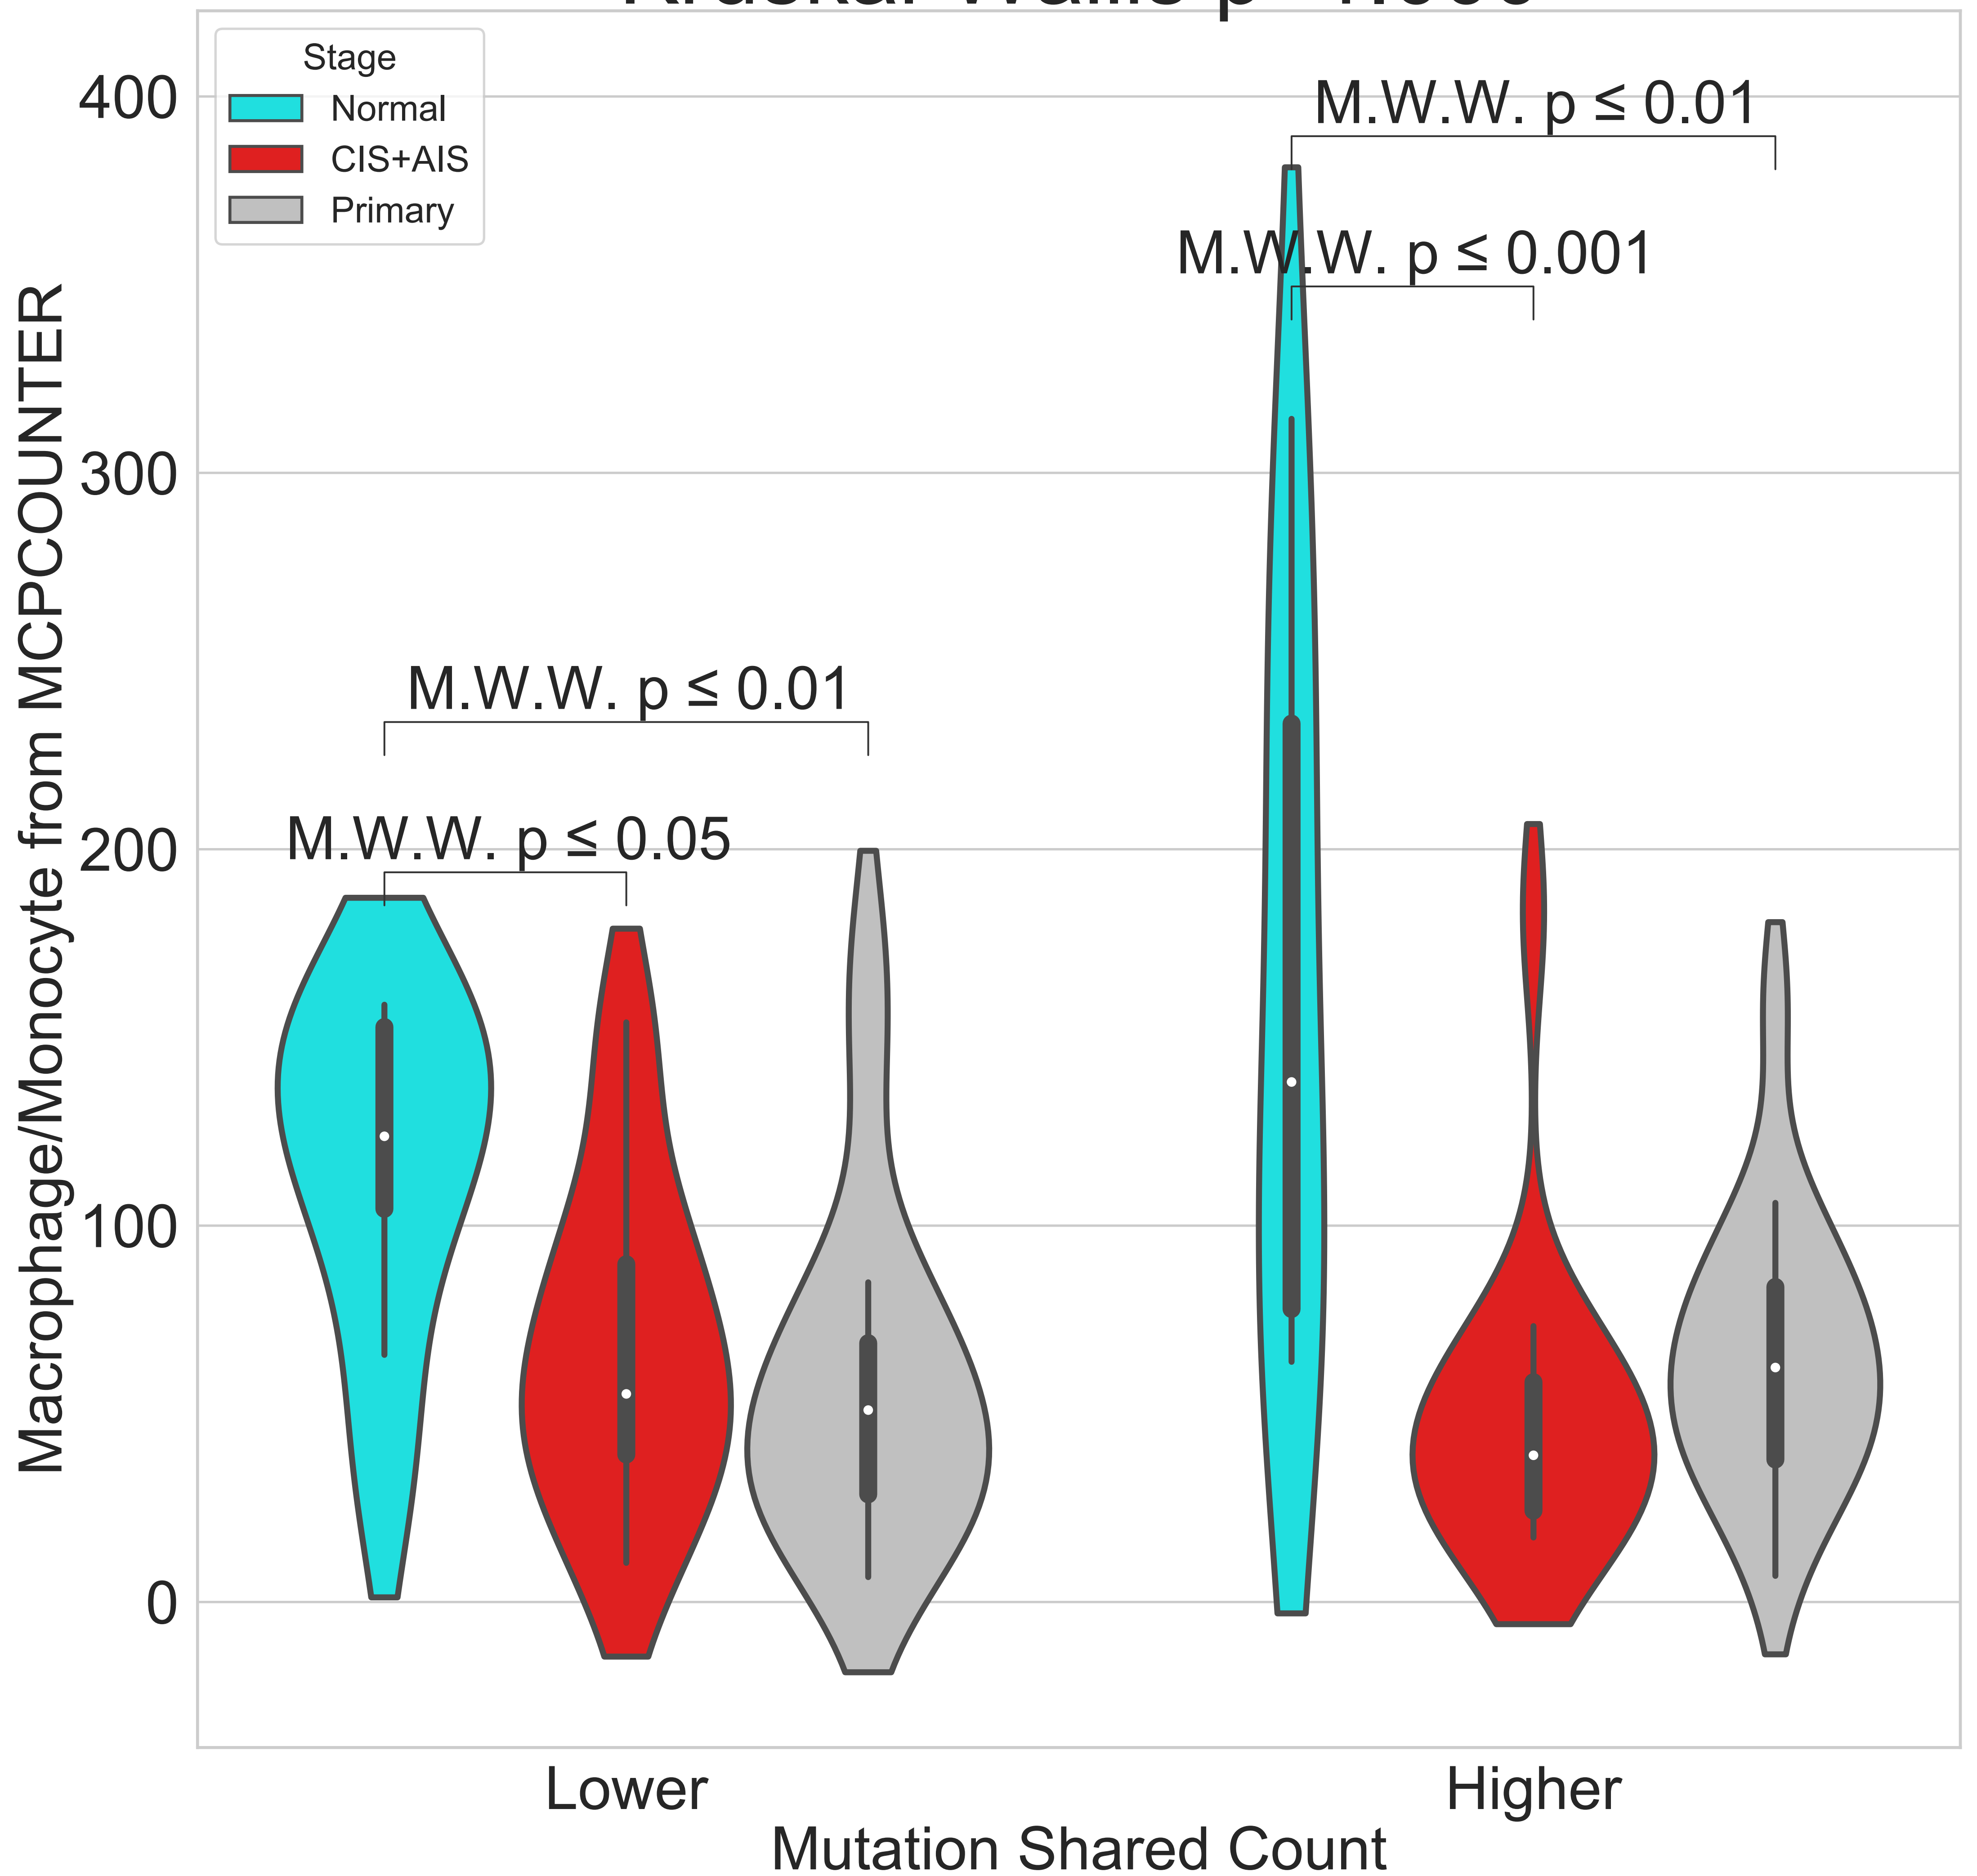 Stage
Normal
CIS+AIS
Primary
400
300
200
100
0
Macrophage/Monocyte from MCPCOUNTER
M.W.W. p ≤ 0.01
M.W.W. p ≤ 0.001
M.W.W. p ≤ 0.01
M.W.W. p ≤ 0.05
Lower
Higher
Mutation Shared Count